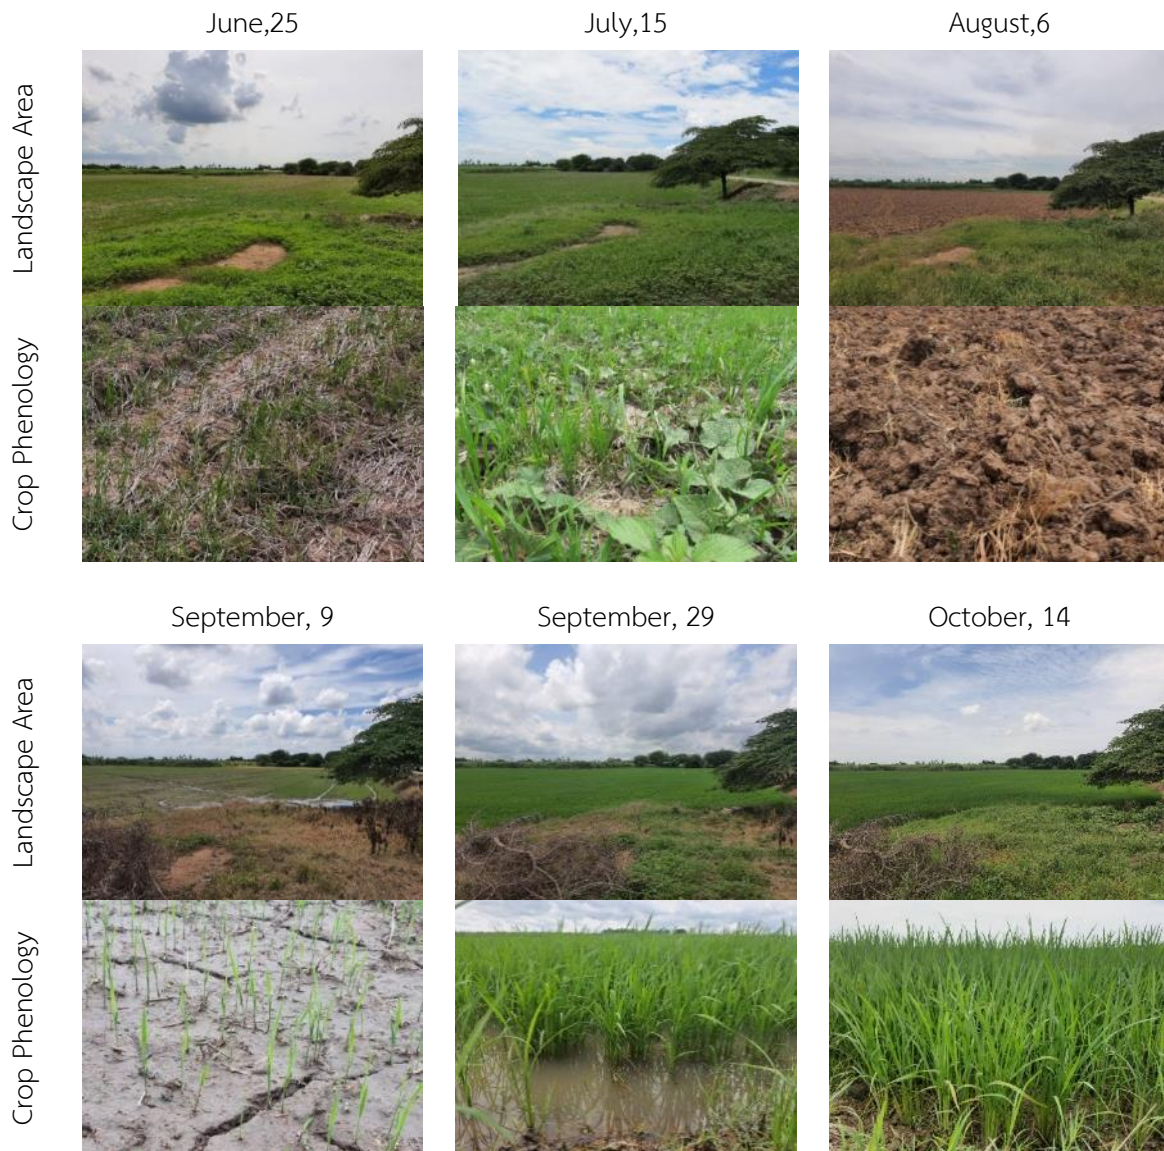 June,25
July,15
August,6
Landscape Area
Crop Phenology
September, 9
September, 29
October, 14
Landscape Area
Crop Phenology